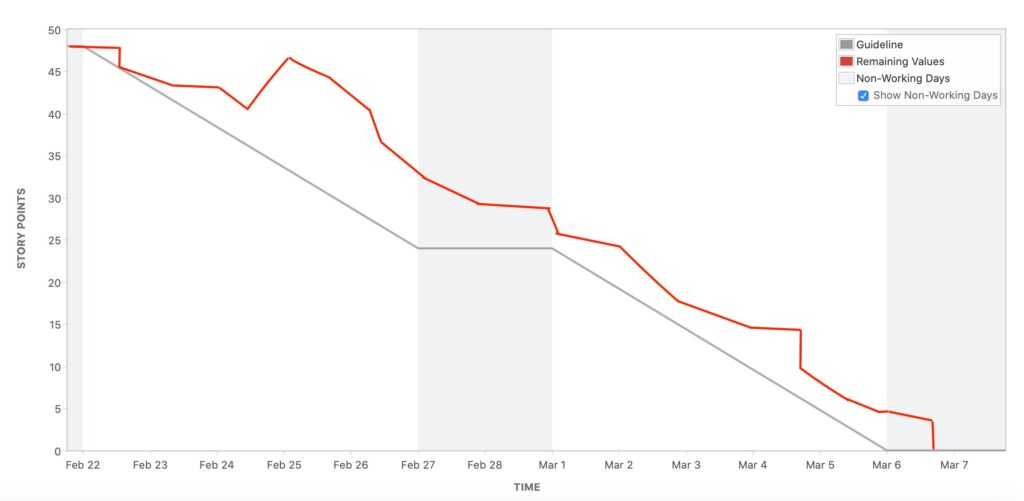 50
45
40
35
30
25
20
15
10
5
0
STORY POINTS
Guideline
Remaining Values
Non-Working Days
Show Non-Working Days
Feb 22 Feb 23 Feb 24 Feb 25 Feb 26 Feb 27 Feb 28 Mar 1 Mar 2 Mar 3 Mar 4 Mar 5 Mar 6 Mar 7
TIME